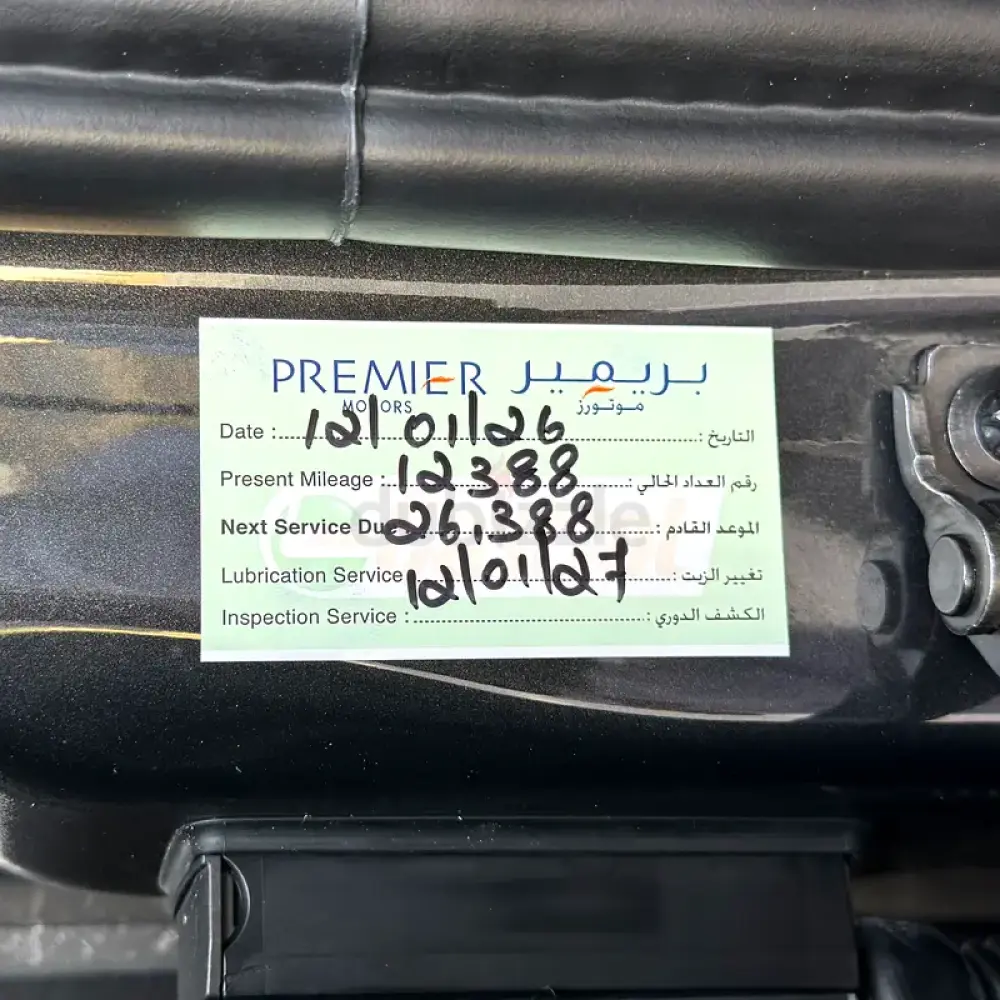 PREMIER بريمير
MOTORS موتورز
Date : 12/01/26 التاريخ :
Present Mileage : 12388 رقم العداد الحالي :
Next Service Due 26.388 الموعد القادم :
Lubrication Service 12/01/27 تغيير الزيت :
Inspection Service : الكشف الدوري :